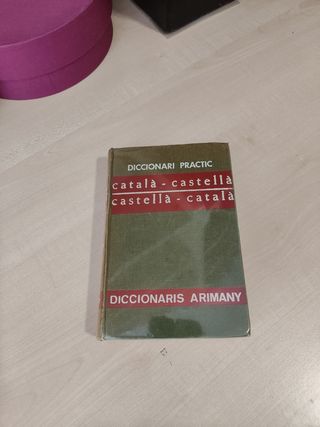 DICCIONARI PRACTIC
català - castellà
castellà - català
DICCIONARIS ARIMANY